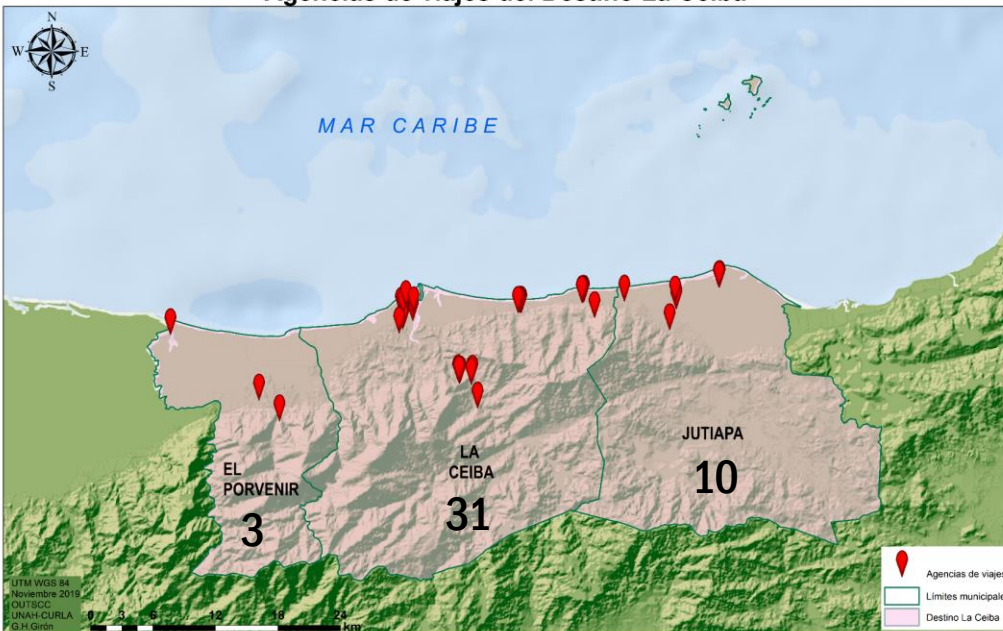 Agencias de Viajes del Destino La Ceiba
N
W
E
S
MAR CARIBE
EL
PORVENIR
3
LA
CEIBA
31
JUTIAPA
10
UTM WGS 84
Noviembre 2019
OUTSCC
UNAH-CURLA
G.H.Girón
0 3 6 12 18 24
km
Agencias de viajes
Límites municipale
Destino La Ceiba